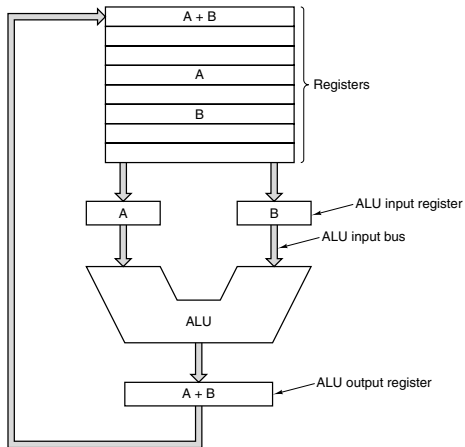 A + B
A
Registers
B
A
B
ALU input register
ALU input bus
ALU
ALU output register
A + B